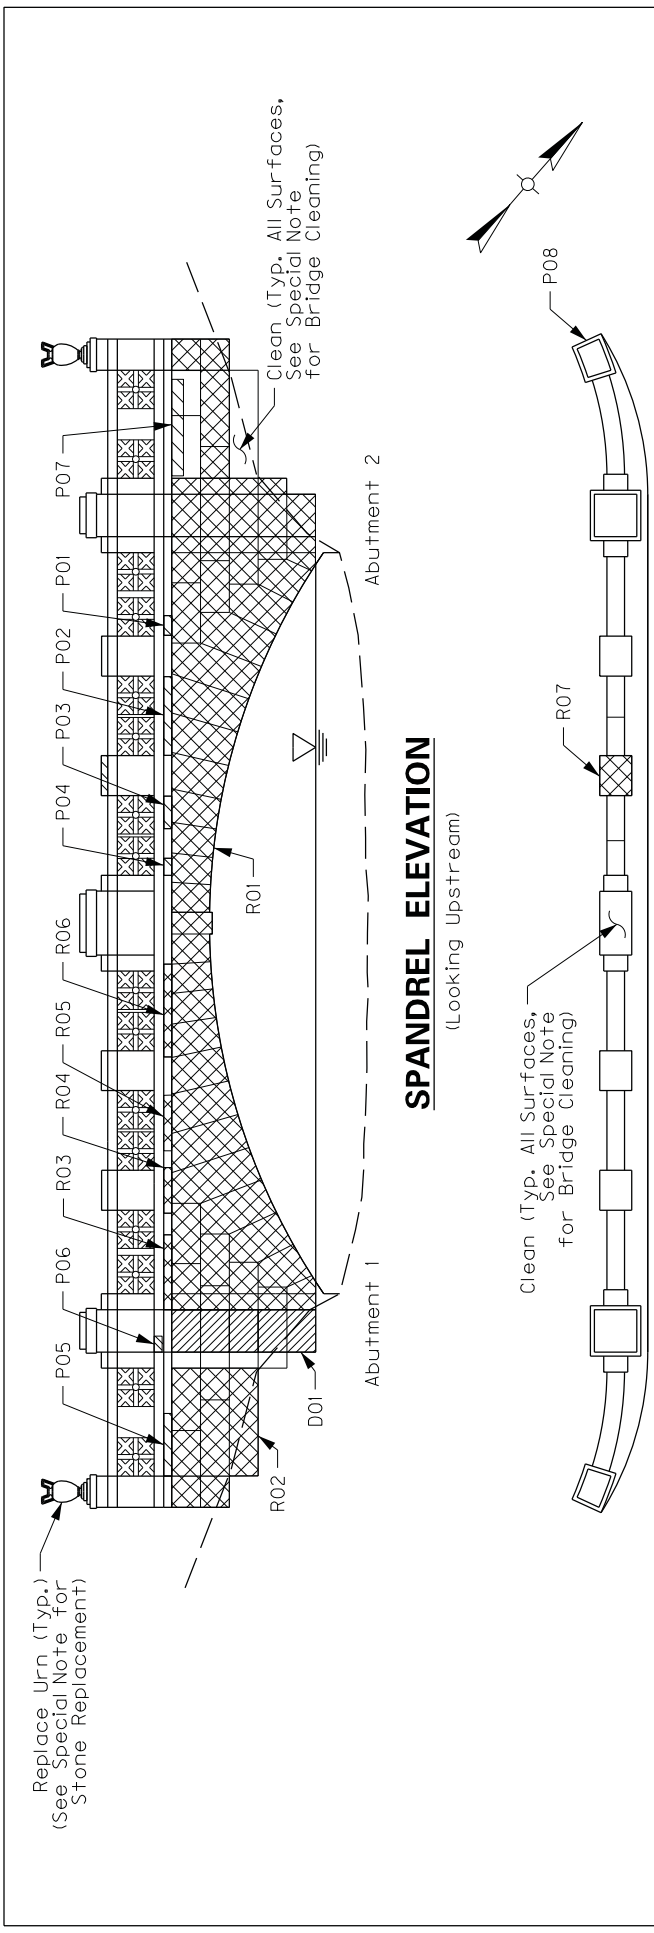 Replace Urn (Typ.)
(See Special Note for
Stone Replacement)
P05
P06
R03
R04
R05
R06
P04
P03
P02
P01
P07
Clean (Typ. All Surfaces,
See Special Note
for Bridge Cleaning)
R02
D01
Abutment 1
R01
Abutment 2
SPANDREL ELEVATION
(Looking Upstream)
Clean (Typ. All Surfaces,
See Special Note
for Bridge Cleaning)
R07
P08